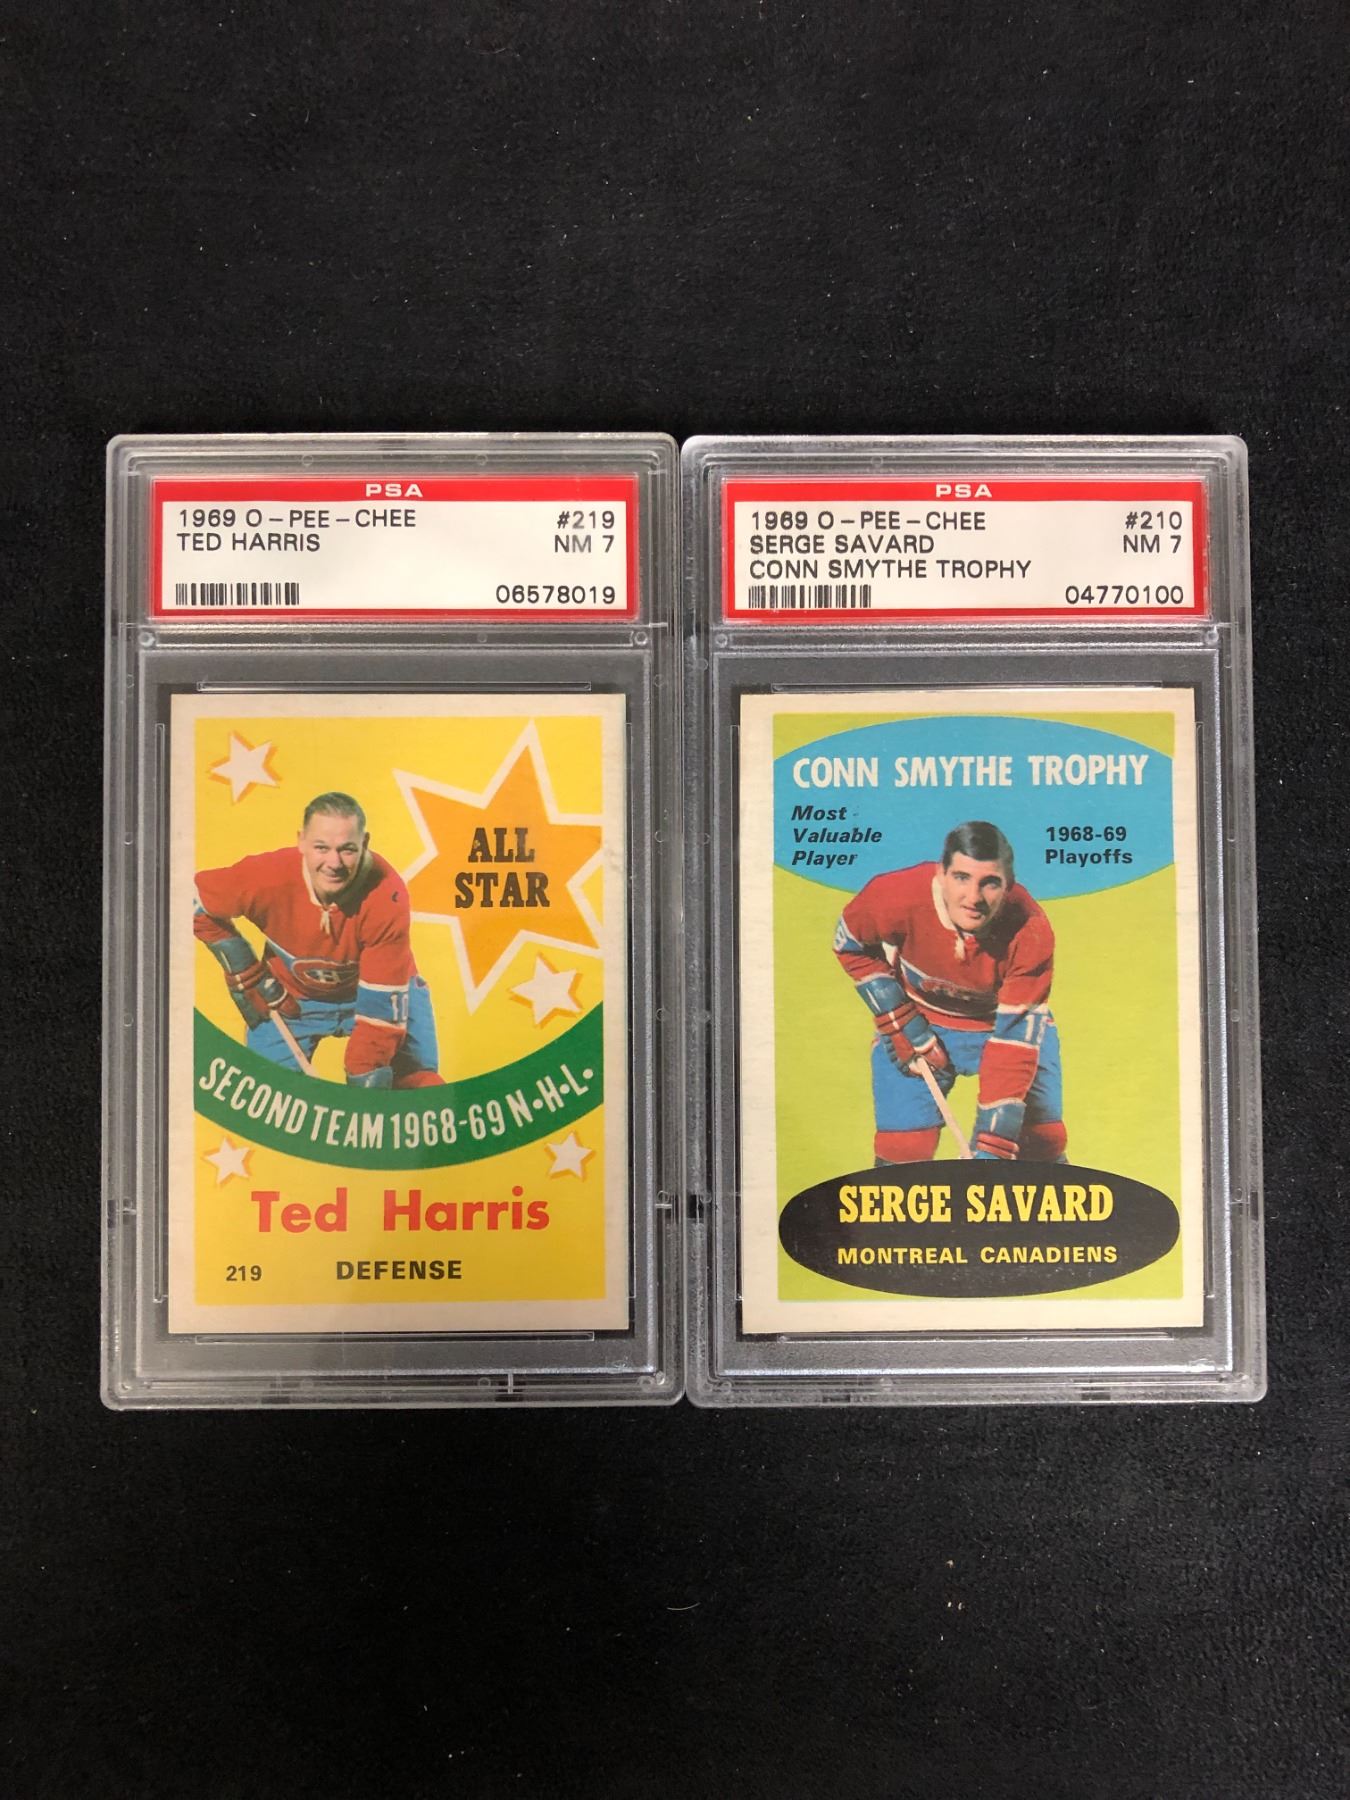 PSA
1969 O-PEE-CHEE #219
TED HARRIS NM 7
06578019
ALL
STAR
10
SECOND TEAM 1968-69 N.H.L.
Ted Harris
219 DEFENSE
PSA
1969 O-PEE-CHEE #210
SERGE SAVARD NM 7
CONN SMYTHE TROPHY
04770100
CONN SMYTHE TROPHY
Most
Valuable
Player
1968-69
Playoffs
SERGE SAVARD
MONTREAL CANADIENS